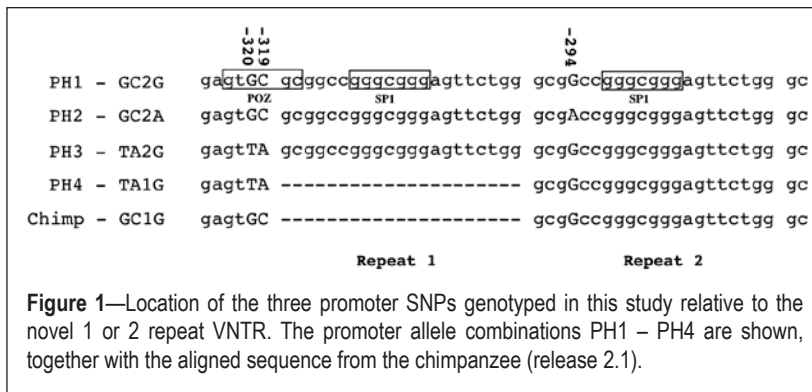 -320
-319
-294
PH1 - GC2G gagtGC gcggccgggcgggagttctgg gcgGccgggcgggagttctgg gc
POZ SP1 SP1
PH2 - GC2A gagtGC gcggccgggcgggagttctgg gcgAccgggcgggagttctgg gc
PH3 - TA2G gagtTA gcggccgggcgggagttctgg gcgGccgggcgggagttctgg gc
PH4 - TA1G gagtTA --------------------- gcgGccgggcgggagttctgg gc
Chimp - GC1G gagtGC --------------------- gcgGccgggcgggagttctgg gc
Repeat 1 Repeat 2
Figure 1—Location of the three promoter SNPs genotyped in this study relative to the
novel 1 or 2 repeat VNTR. The promoter allele combinations PH1 – PH4 are shown,
together with the aligned sequence from the chimpanzee (release 2.1).